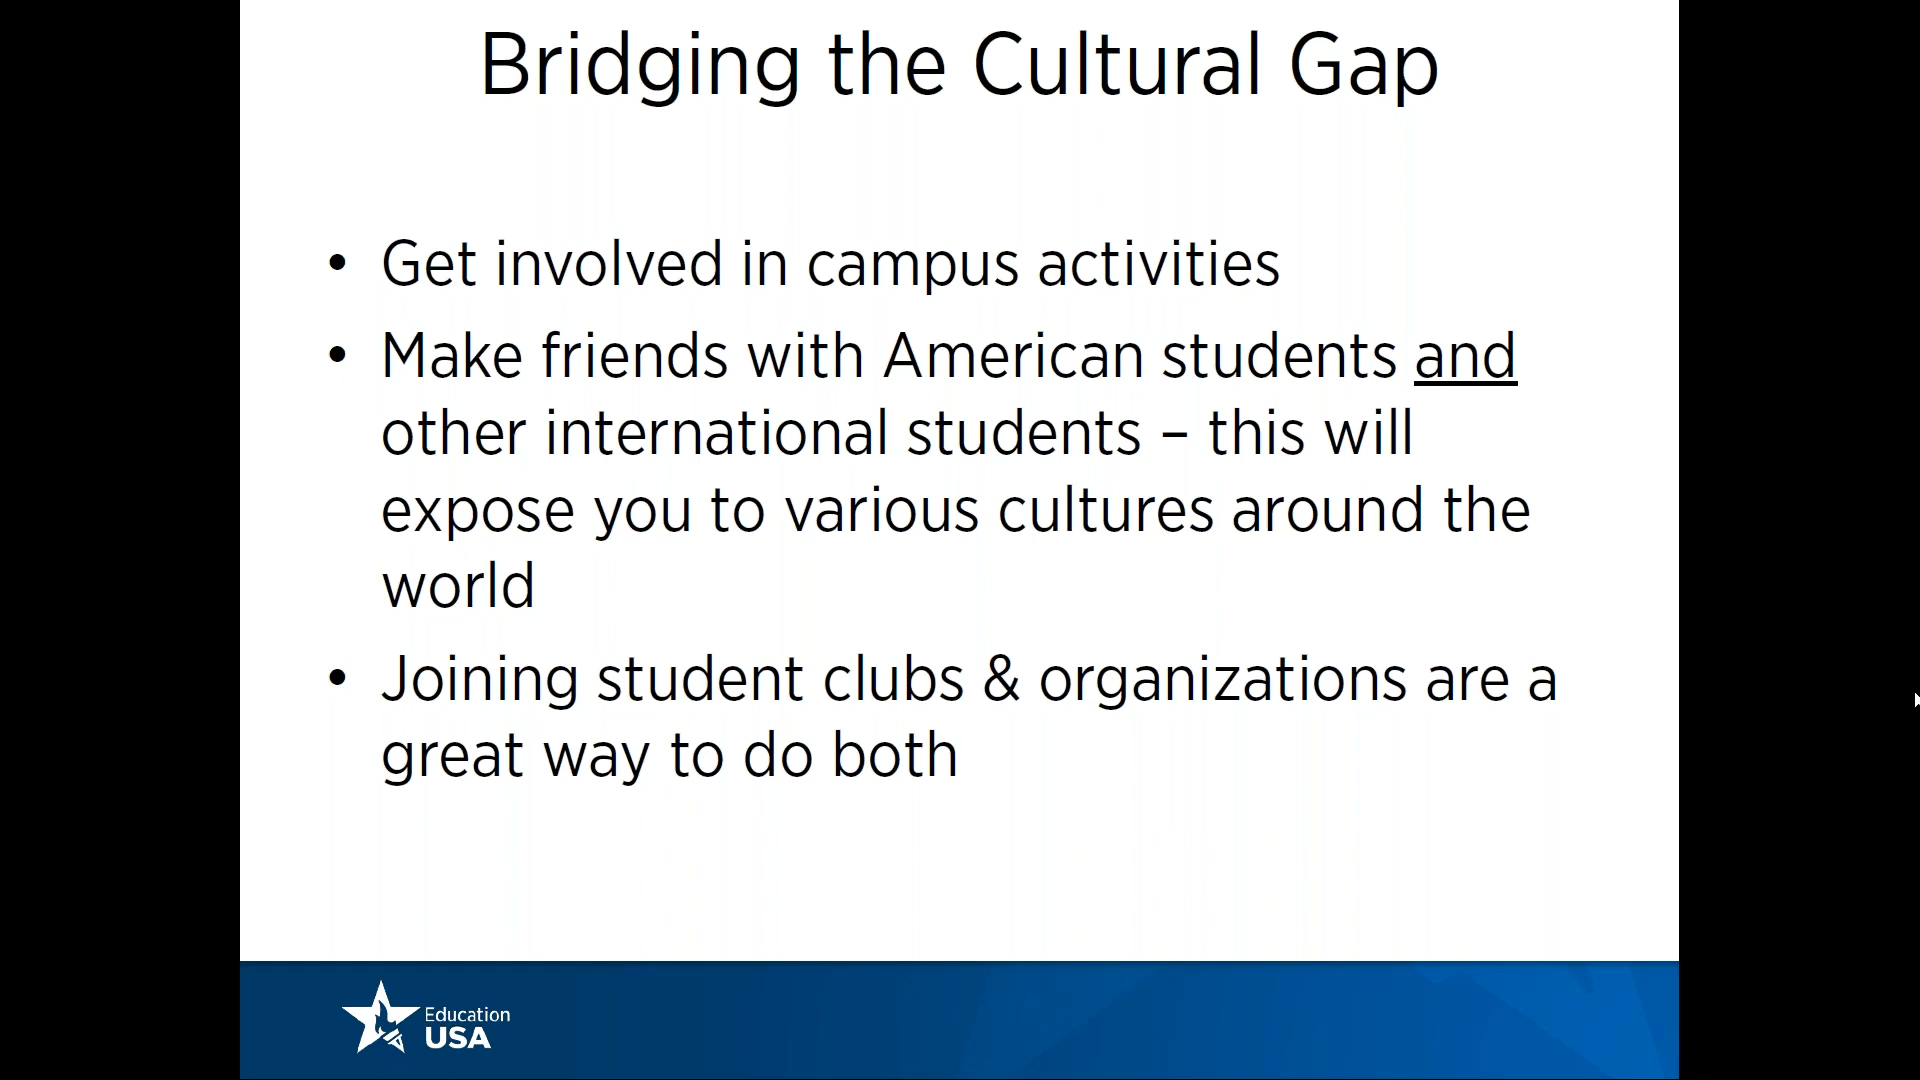 Bridging the Cultural Gap
• Get involved in campus activities
• Make friends with American students and
other international students – this will
expose you to various cultures around the
world
• Joining student clubs & organizations are a
great way to do both
Education
USA